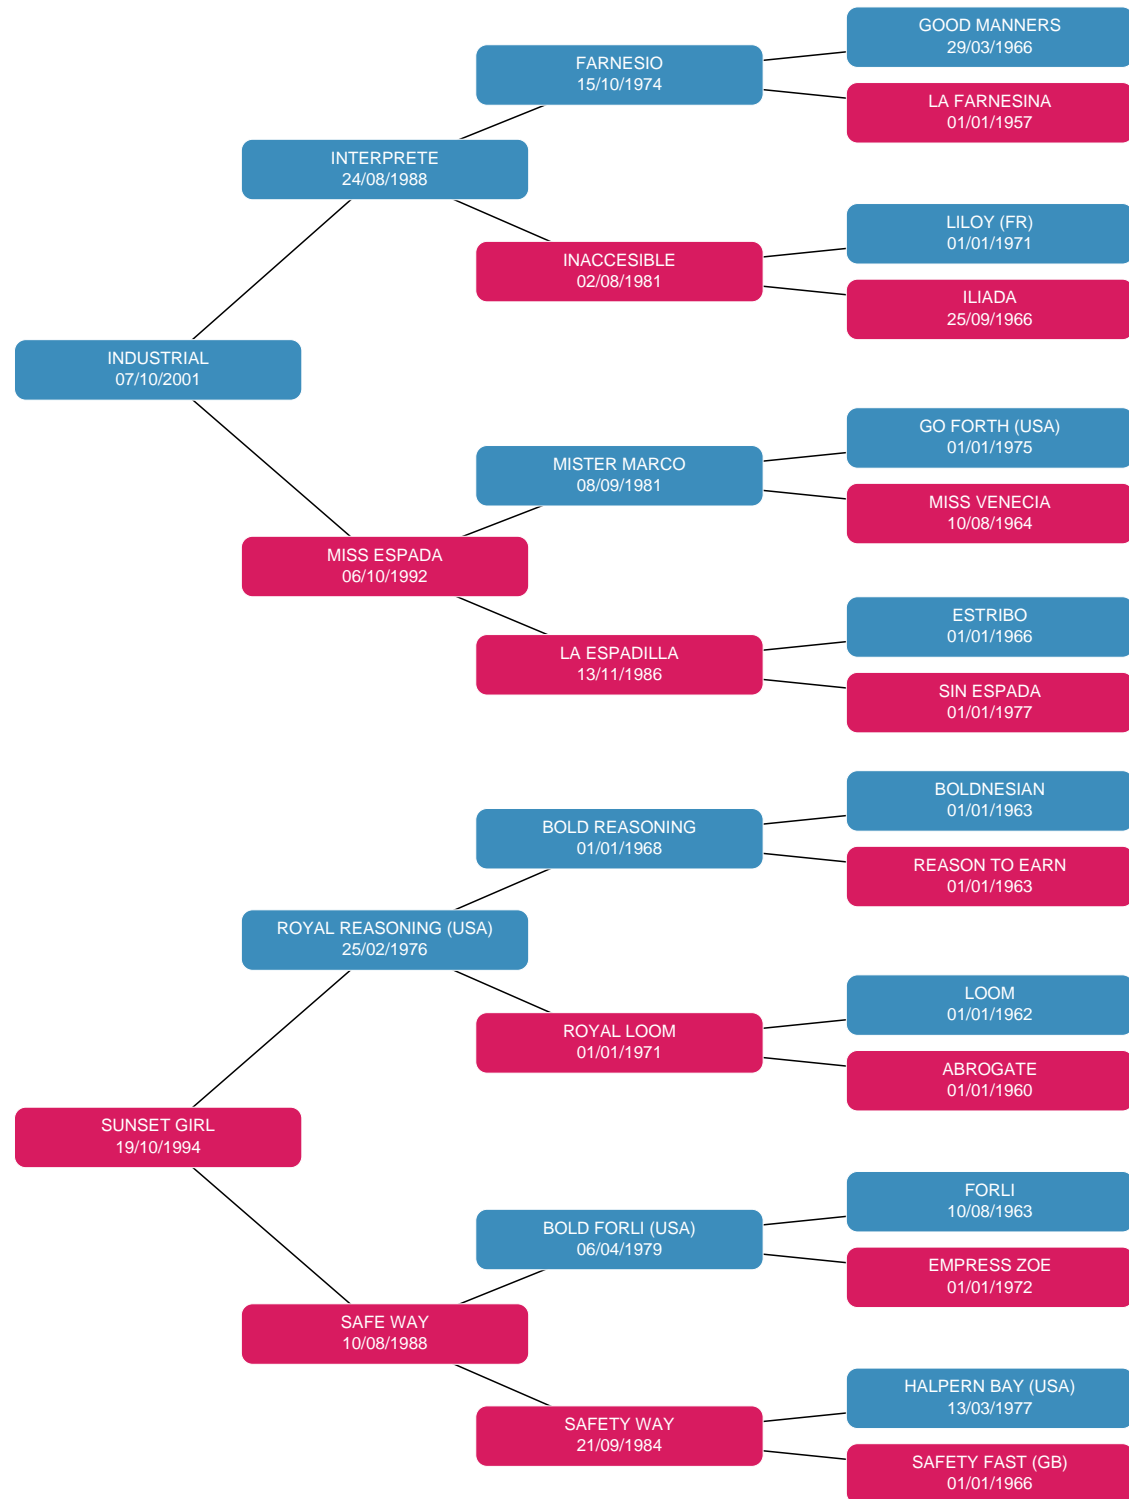 GOOD MANNERS
29/03/1966
FARNESIO
15/10/1974
LA FARNESINA
01/01/1957
INTERPRETE
24/08/1988
LILOY (FR)
01/01/1971
INACCESIBLE
02/08/1981
ILIADA
25/09/1966
INDUSTRIAL
07/10/2001
GO FORTH (USA)
01/01/1975
MISTER MARCO
08/09/1981
MISS VENECIA
10/08/1964
MISS ESPADA
06/10/1992
ESTRIBO
01/01/1966
LA ESPADILLA
13/11/1986
SIN ESPADA
01/01/1977
BOLDNESIAN
01/01/1963
BOLD REASONING
01/01/1968
REASON TO EARN
01/01/1963
ROYAL REASONING (USA)
25/02/1976
LOOM
01/01/1962
ROYAL LOOM
01/01/1971
ABROGATE
01/01/1960
SUNSET GIRL
19/10/1994
FORLI
10/08/1963
BOLD FORLI (USA)
06/04/1979
EMPRESS ZOE
01/01/1972
SAFE WAY
10/08/1988
HALPERN BAY (USA)
13/03/1977
SAFETY WAY
21/09/1984
SAFETY FAST (GB)
01/01/1966